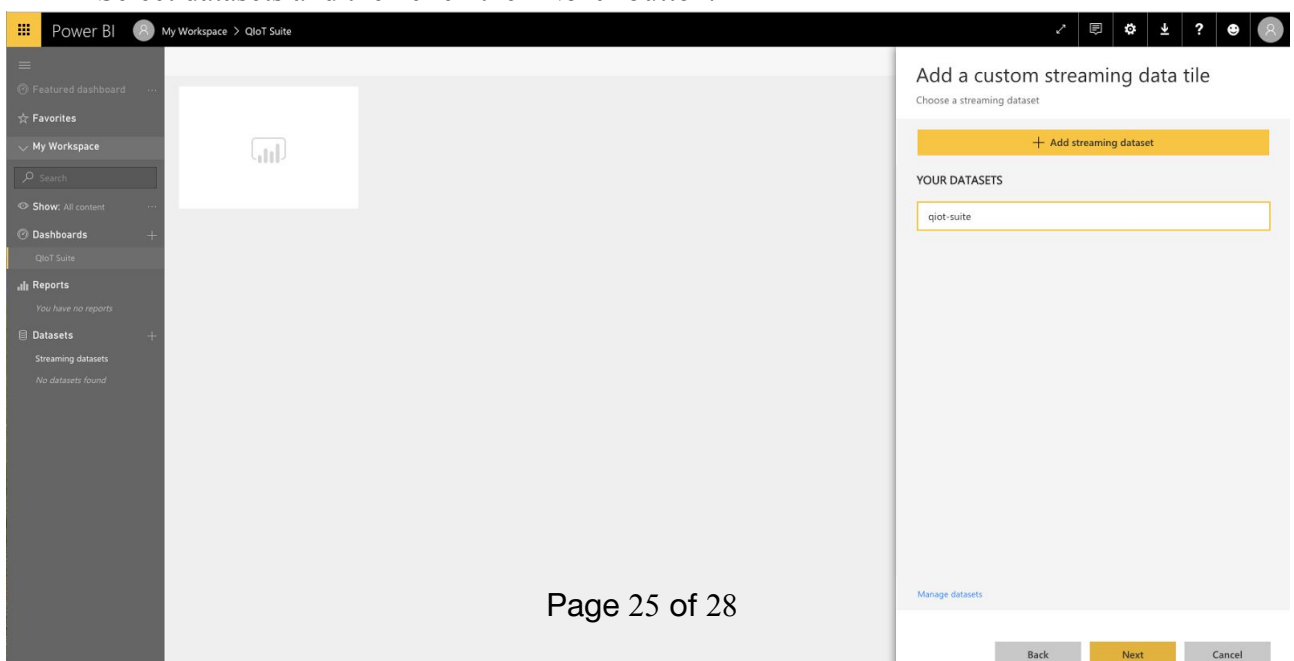 Power BI
My Workspace > QIoT Suite
?
Featured dashboard ...
Favorites
My Workspace
Search
Show: All content ...
Dashboards +
QIoT Suite
Reports
You have no reports
Datasets +
Streaming datasets
No datasets found
Add a custom streaming data tile
Choose a streaming dataset
+ Add streaming dataset
YOUR DATASETS
qiot-suite
Manage datasets
Back Next Cancel
Page 25 of 28